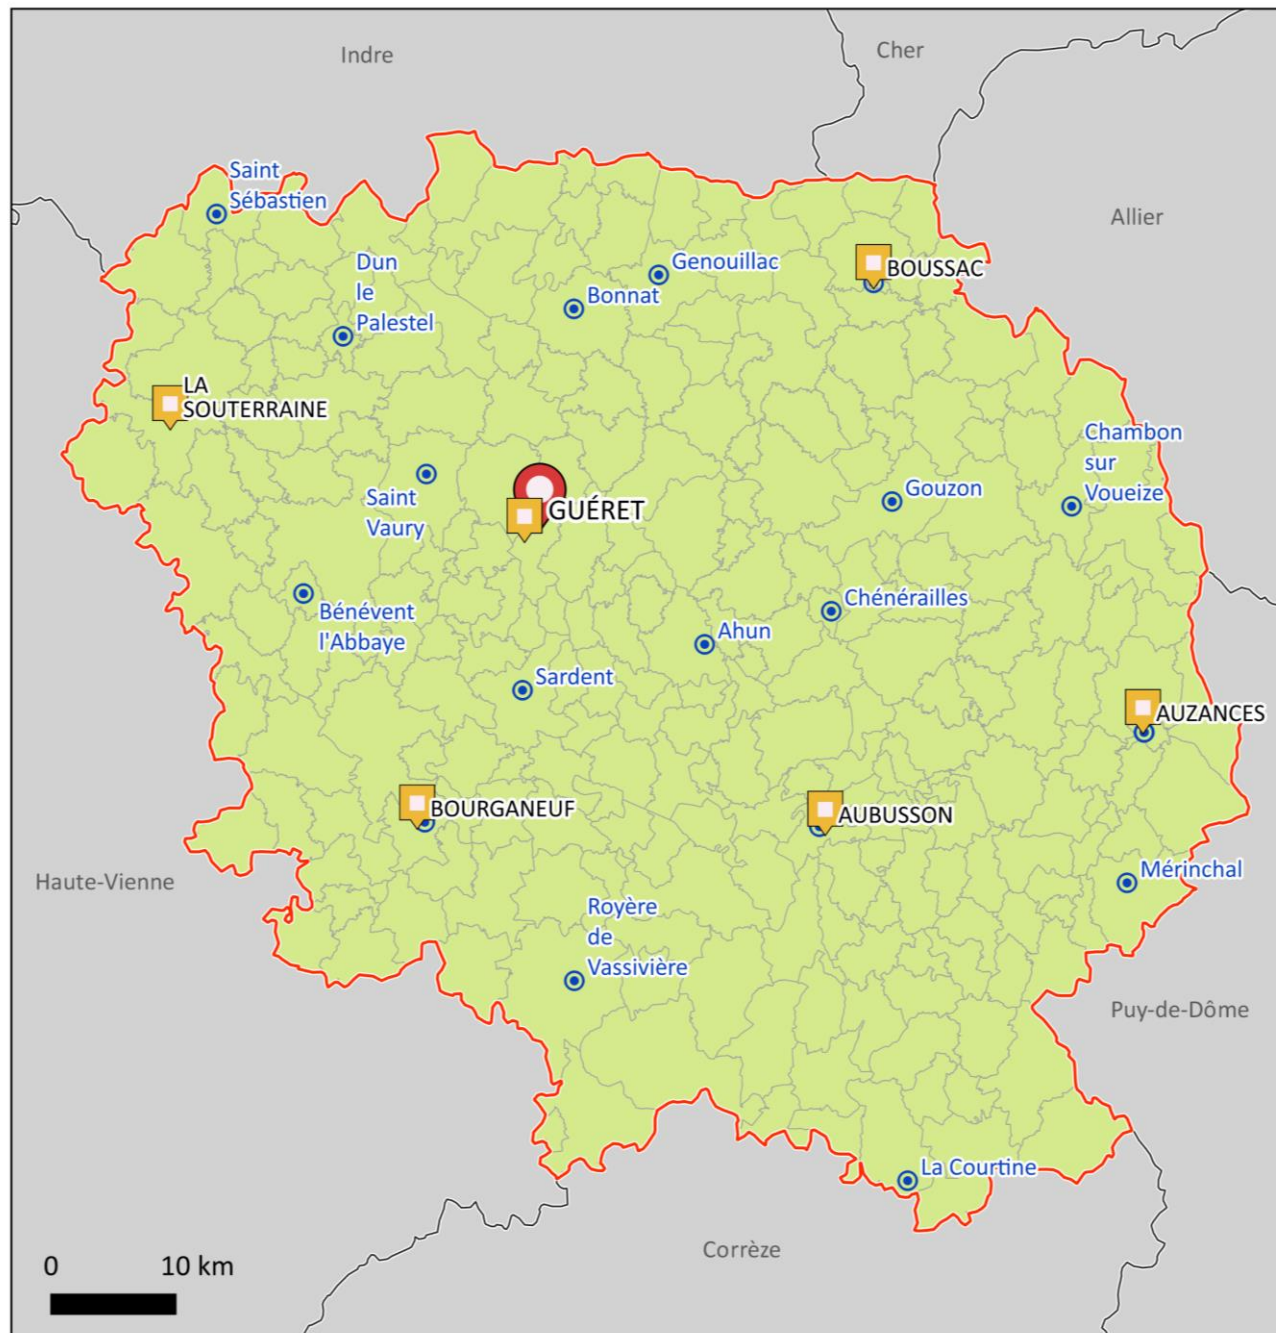 Indre
Cher
Saint
Sébastien
Allier
Dun
le
Palestel
Genouillac
BOUSSAC
Bonnat
LA
SOUTERRAINE
Chambon
sur
Voueize
Saint
Vaury
GUÉRET
Gouzon
Bénévent
l'Abbaye
Chénérailles
Ahun
Sardent
AUZANCES
BOURGANEUF
AUBUSSON
Haute-Vienne
Mérinchal
Royère
de
Vassivière
Puy-de-Dôme
La Courtine
Corrèze
0 10 km